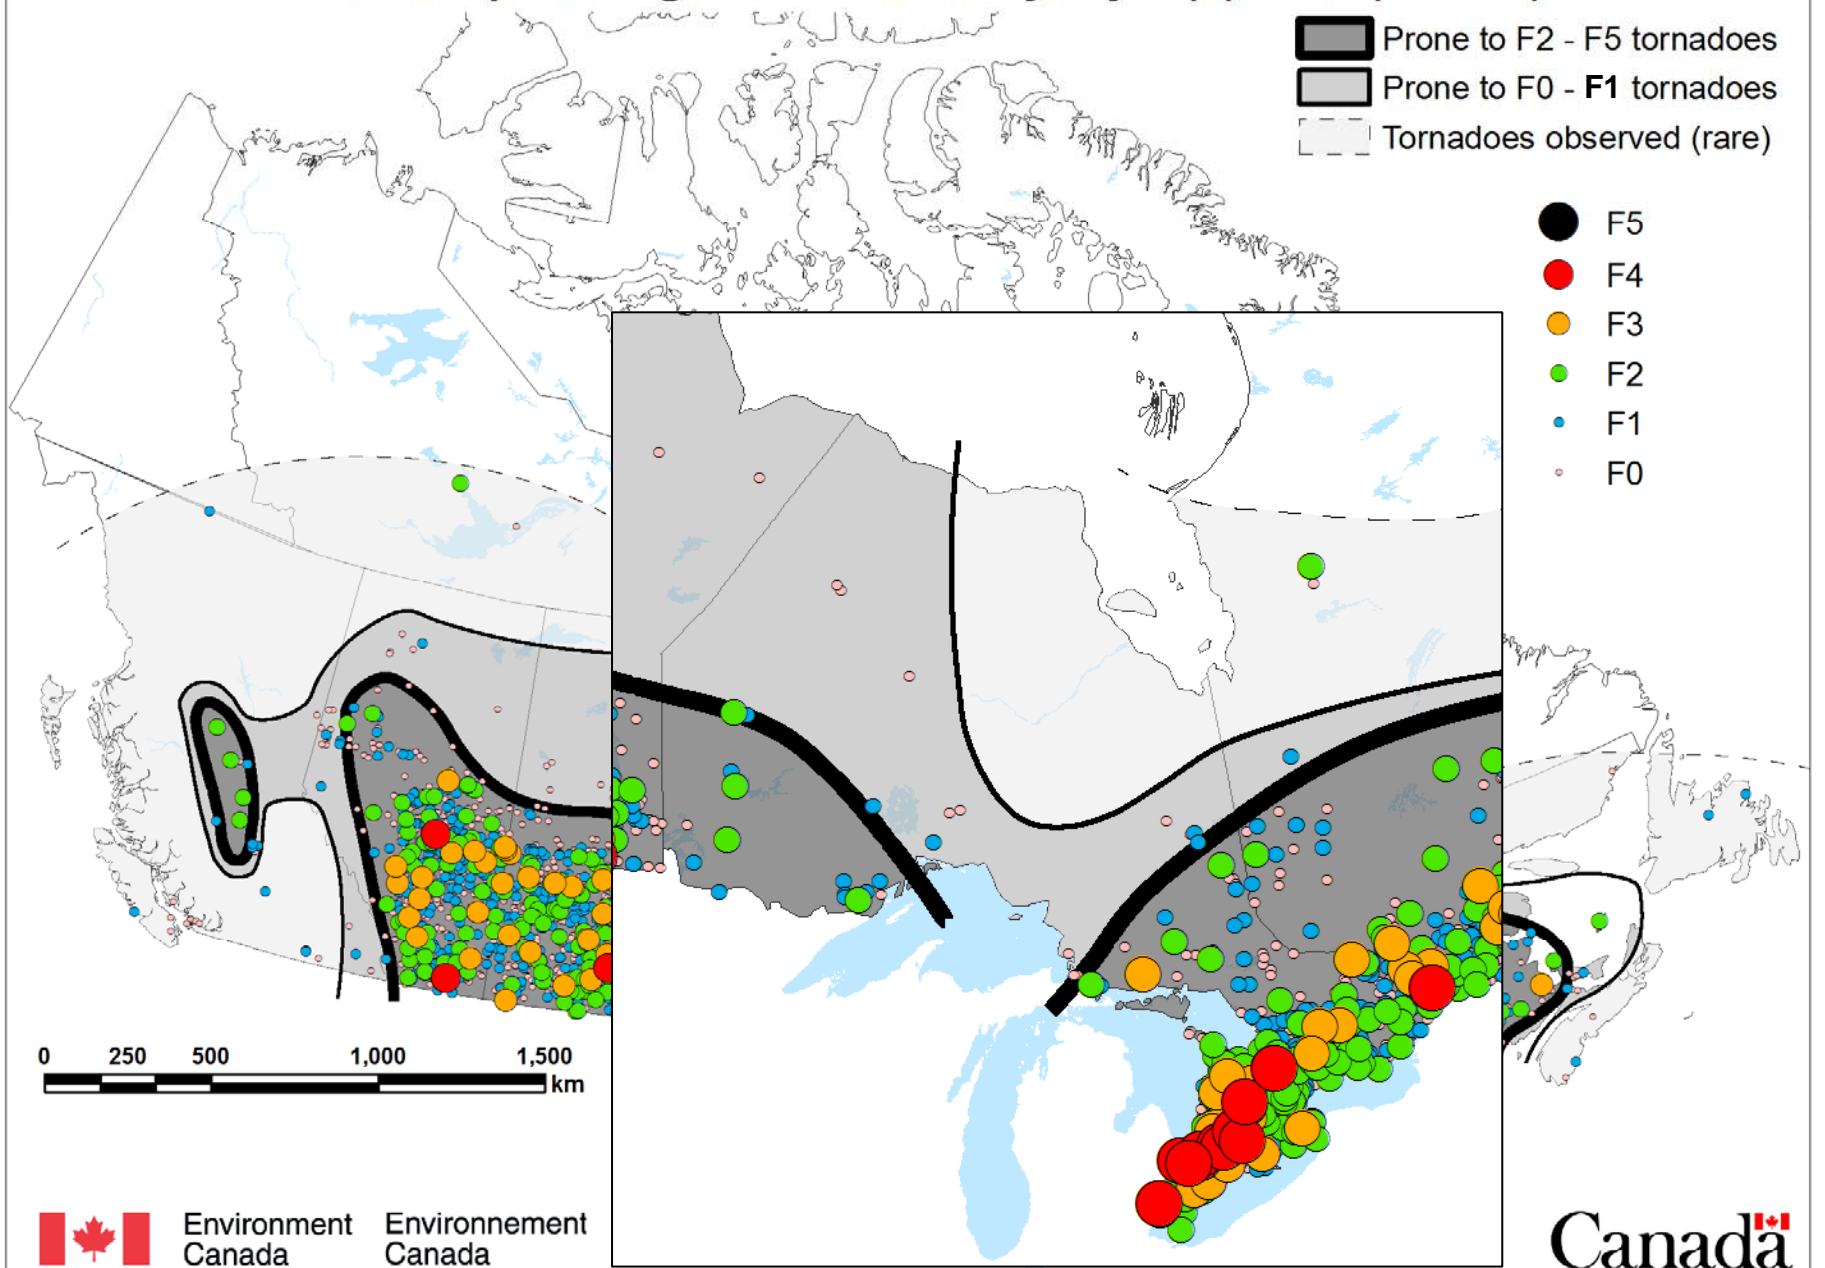 Prone to F2 - F5 tornadoes
Prone to F0 - F1 tornadoes
Tornadoes observed (rare)
F5
F4
F3
F2
F1
F0
0 250 500 1,000 1,500
km
Environment Canada
Environnement Canada
Canada